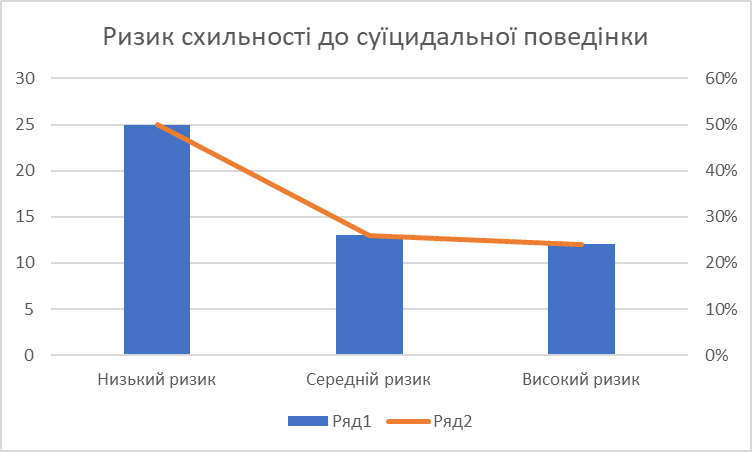 Ризик схильності до суїцидальної поведінки
30 60%
25 50%
20 40%
15 30%
10 20%
5 10%
0 0%
Низький ризик Середній ризик Високий ризик
Ряд1 Ряд2